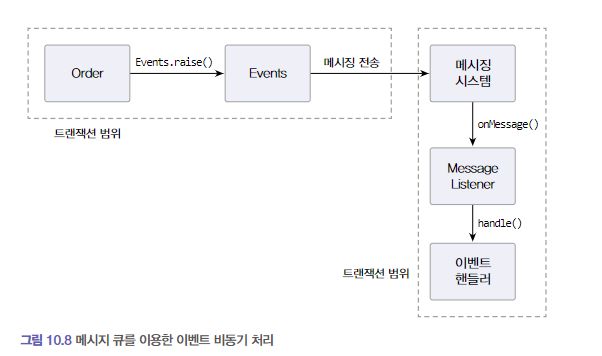 Order
Events.raise()
Events
메시징 전송
메시징
시스템
트랜잭션 범위
onMessage()
Message
Listener
handle()
이벤트
핸들러
트랜잭션 범위
그림 10.8 메시지 큐를 이용한 이벤트 비동기 처리